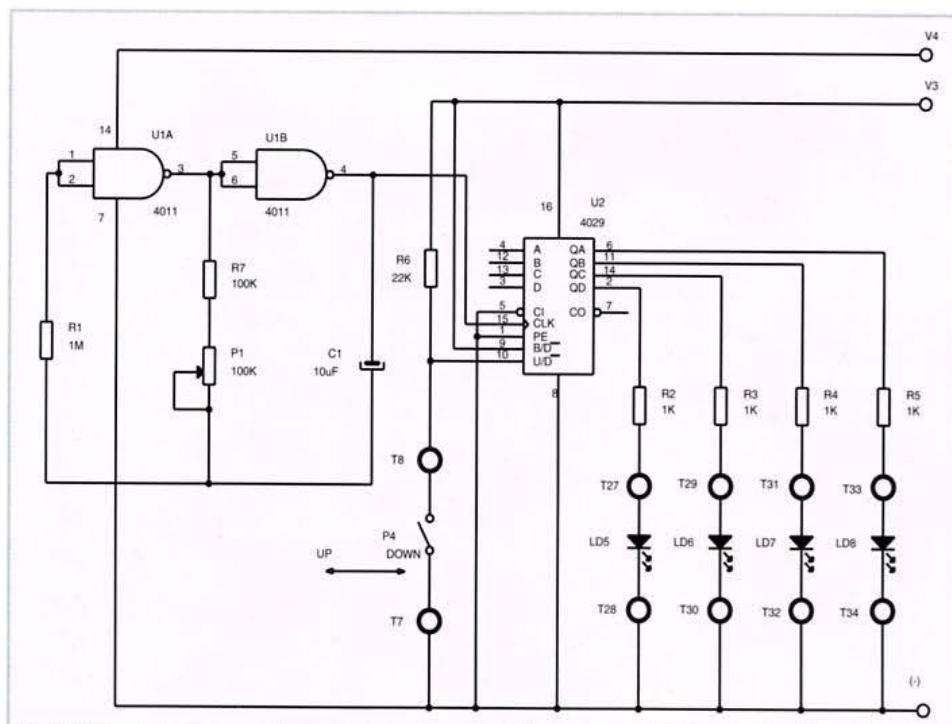 V4
V3
14
U1A
U1B
1
2
3
5
6
4
7
4011
4011
16
U2
4029
R6
22K
R7
100K
4
12
13
3
5
15
1
9
10
A
B
C
D
CI
CLK
PE
B/D
U/D
QA
QB
QC
QD
CO
6
11
14
2
7
8
R1
1M
P1
100K
C1
10uF
R2
1K
R3
1K
R4
1K
R5
1K
T8
T27
T29
T31
T33
P4
UP
DOWN
LD5
LD6
LD7
LD8
T7
T28
T30
T32
T34
(-)